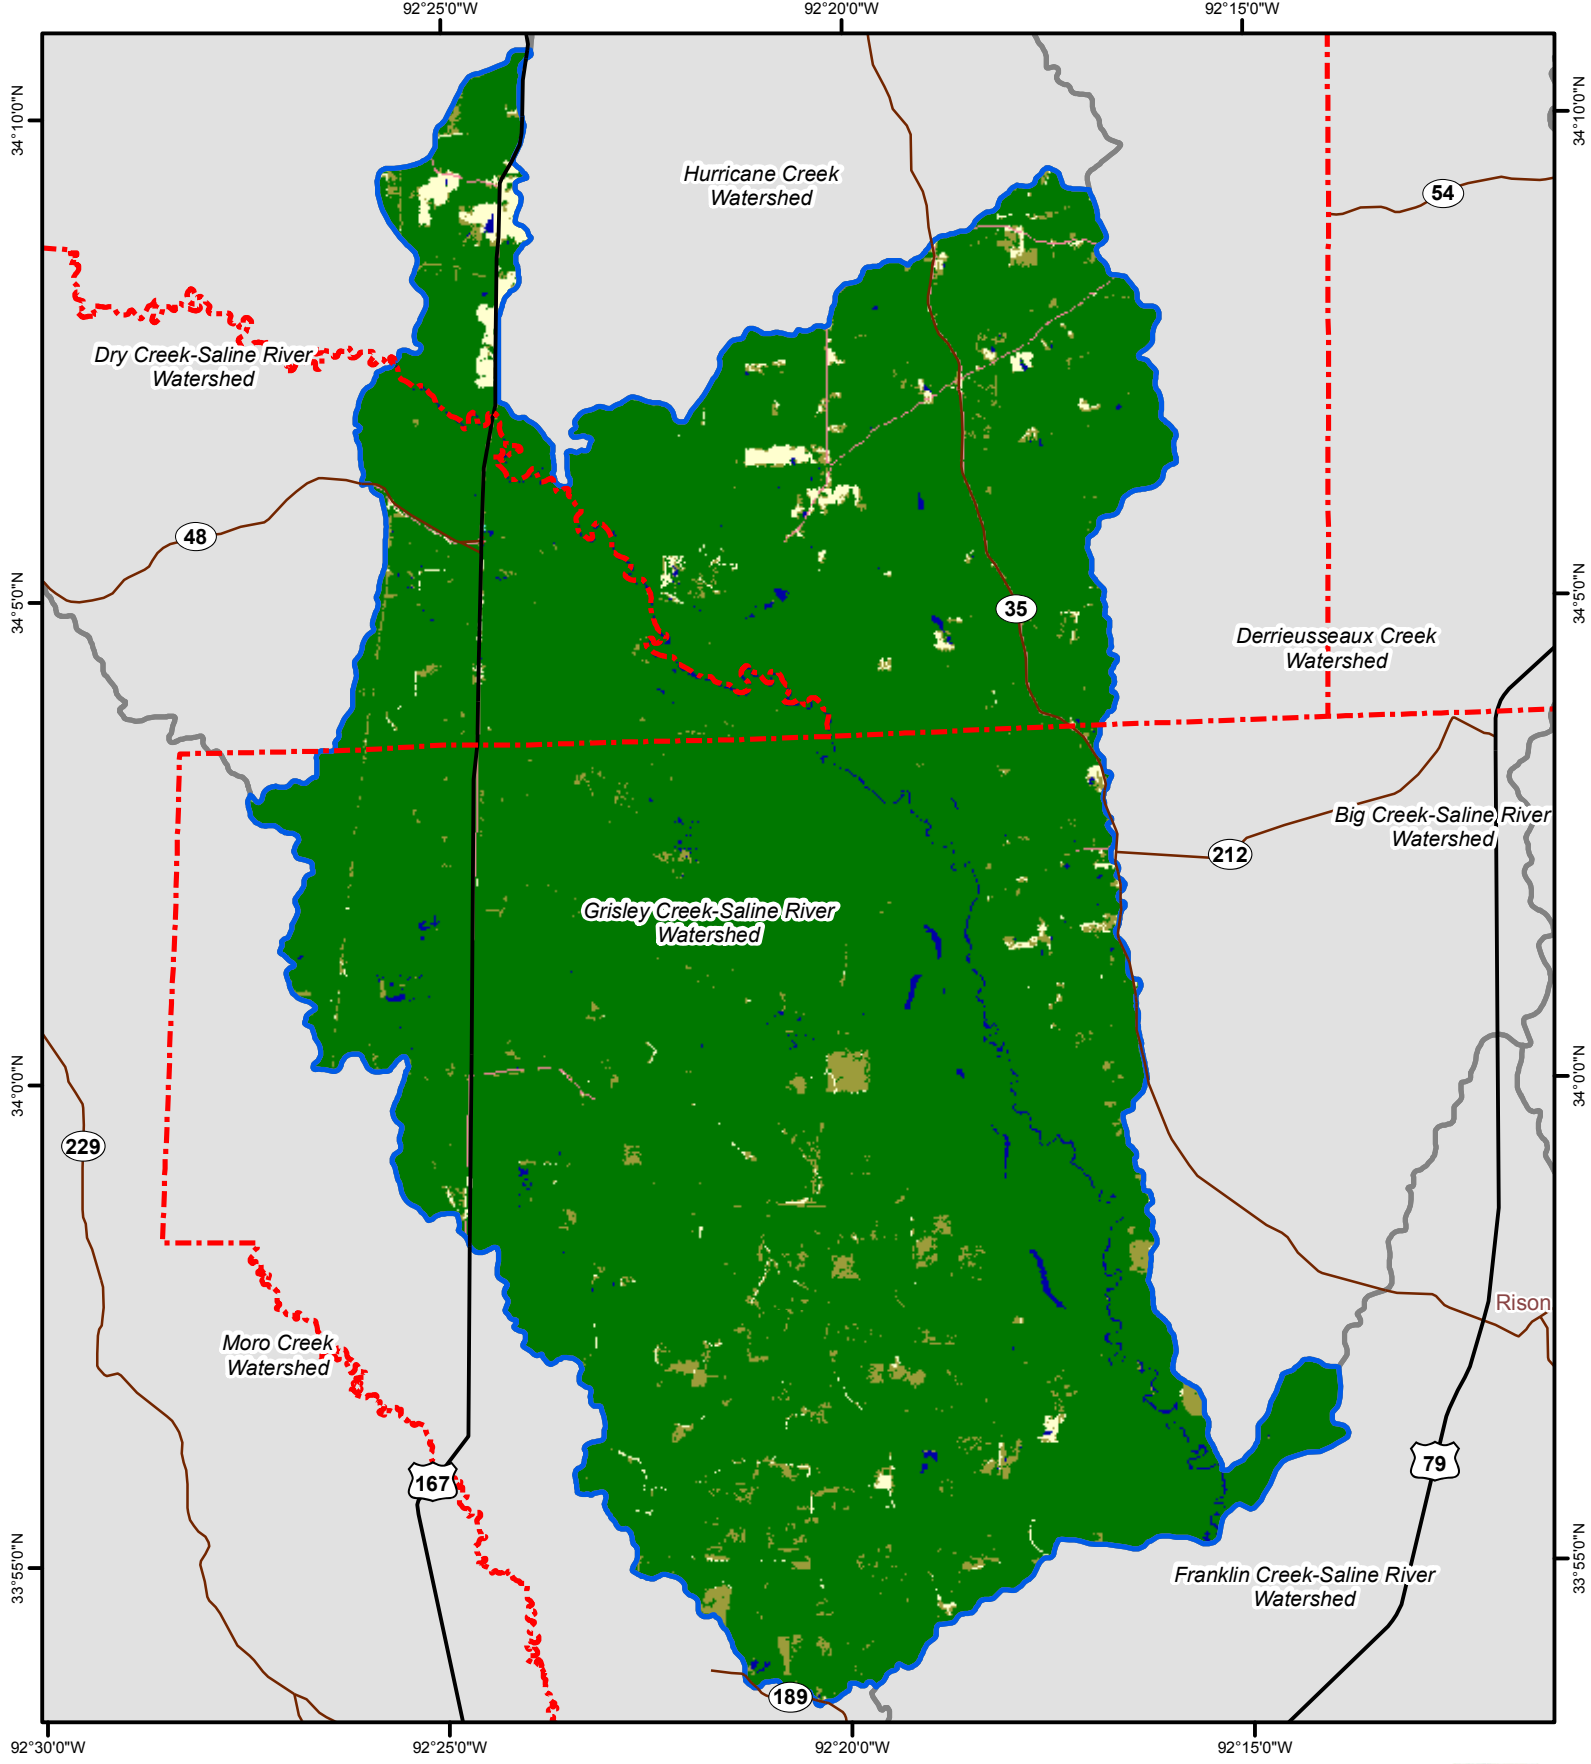 92°25'0"W
92°20'0"W
92°15'0"W
34°10'0"N
34°10'0"N
Hurricane Creek
Watershed
54
Dry Creek-Saline River
Watershed
48
34°5'0"N
34°5'0"N
35
Derrieusseaux Creek
Watershed
Big Creek-Saline River
Watershed
212
Grisley Creek-Saline River
Watershed
34°0'0"N
34°0'0"N
229
Rison
Moro Creek
Watershed
167
79
33°55'0"N
33°55'0"N
Franklin Creek-Saline River
Watershed
189
92°30'0"W
92°25'0"W
92°20'0"W
92°15'0"W